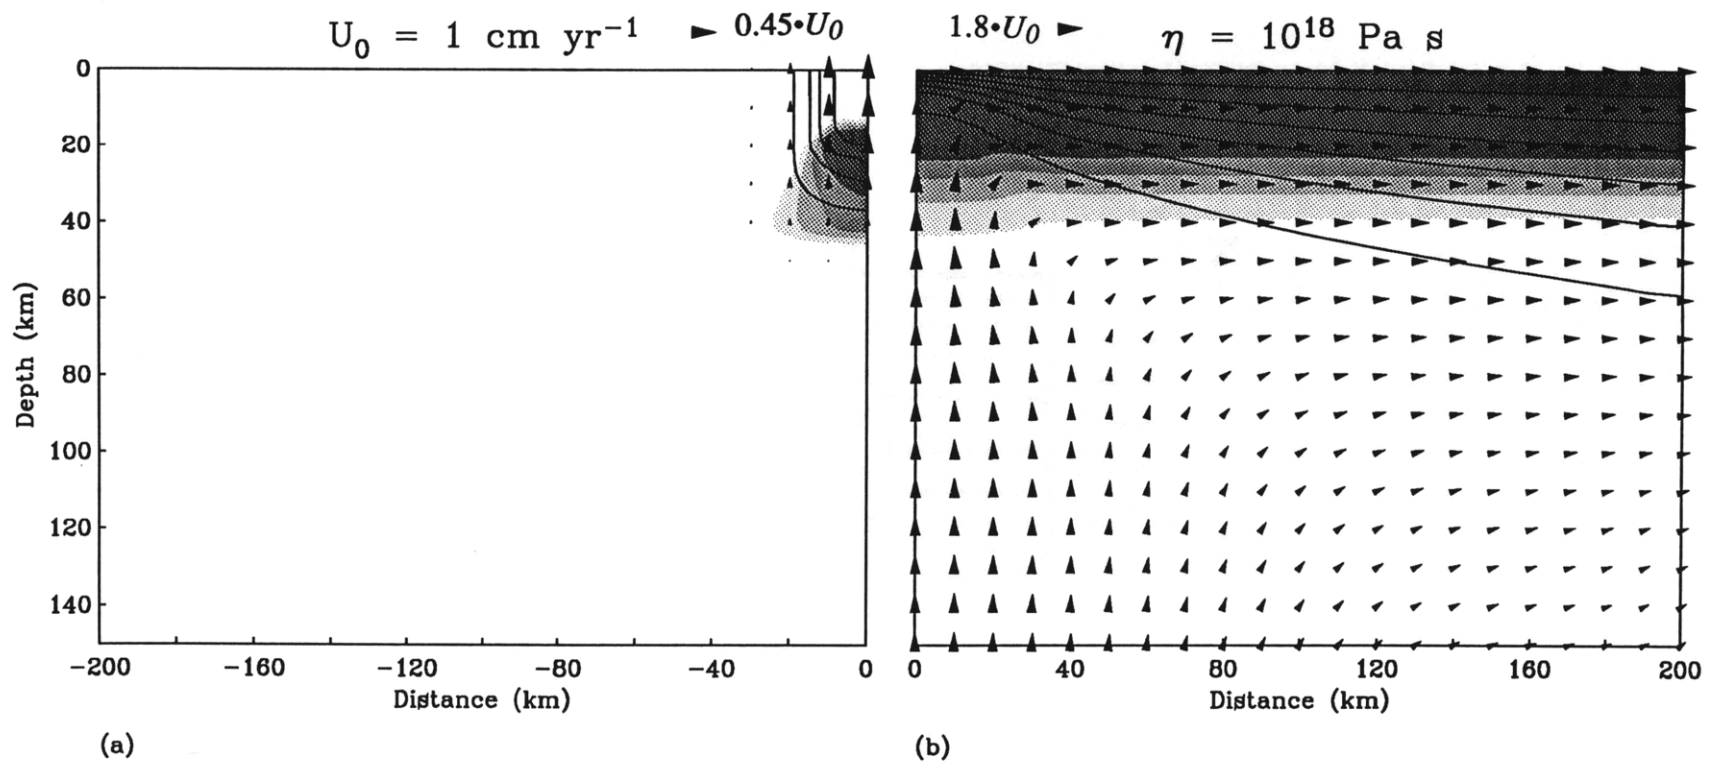 U₀ = 1 cm yr⁻¹ ► 0.45•U₀ 1.8•U₀ ► η = 10¹⁸ Pa s
0
20
40
60
80
100
120
140
Depth (km)
-200 -160 -120 -80 -40 0 0 40 80 120 160 200
Distance (km) Distance (km)
(a) (b)